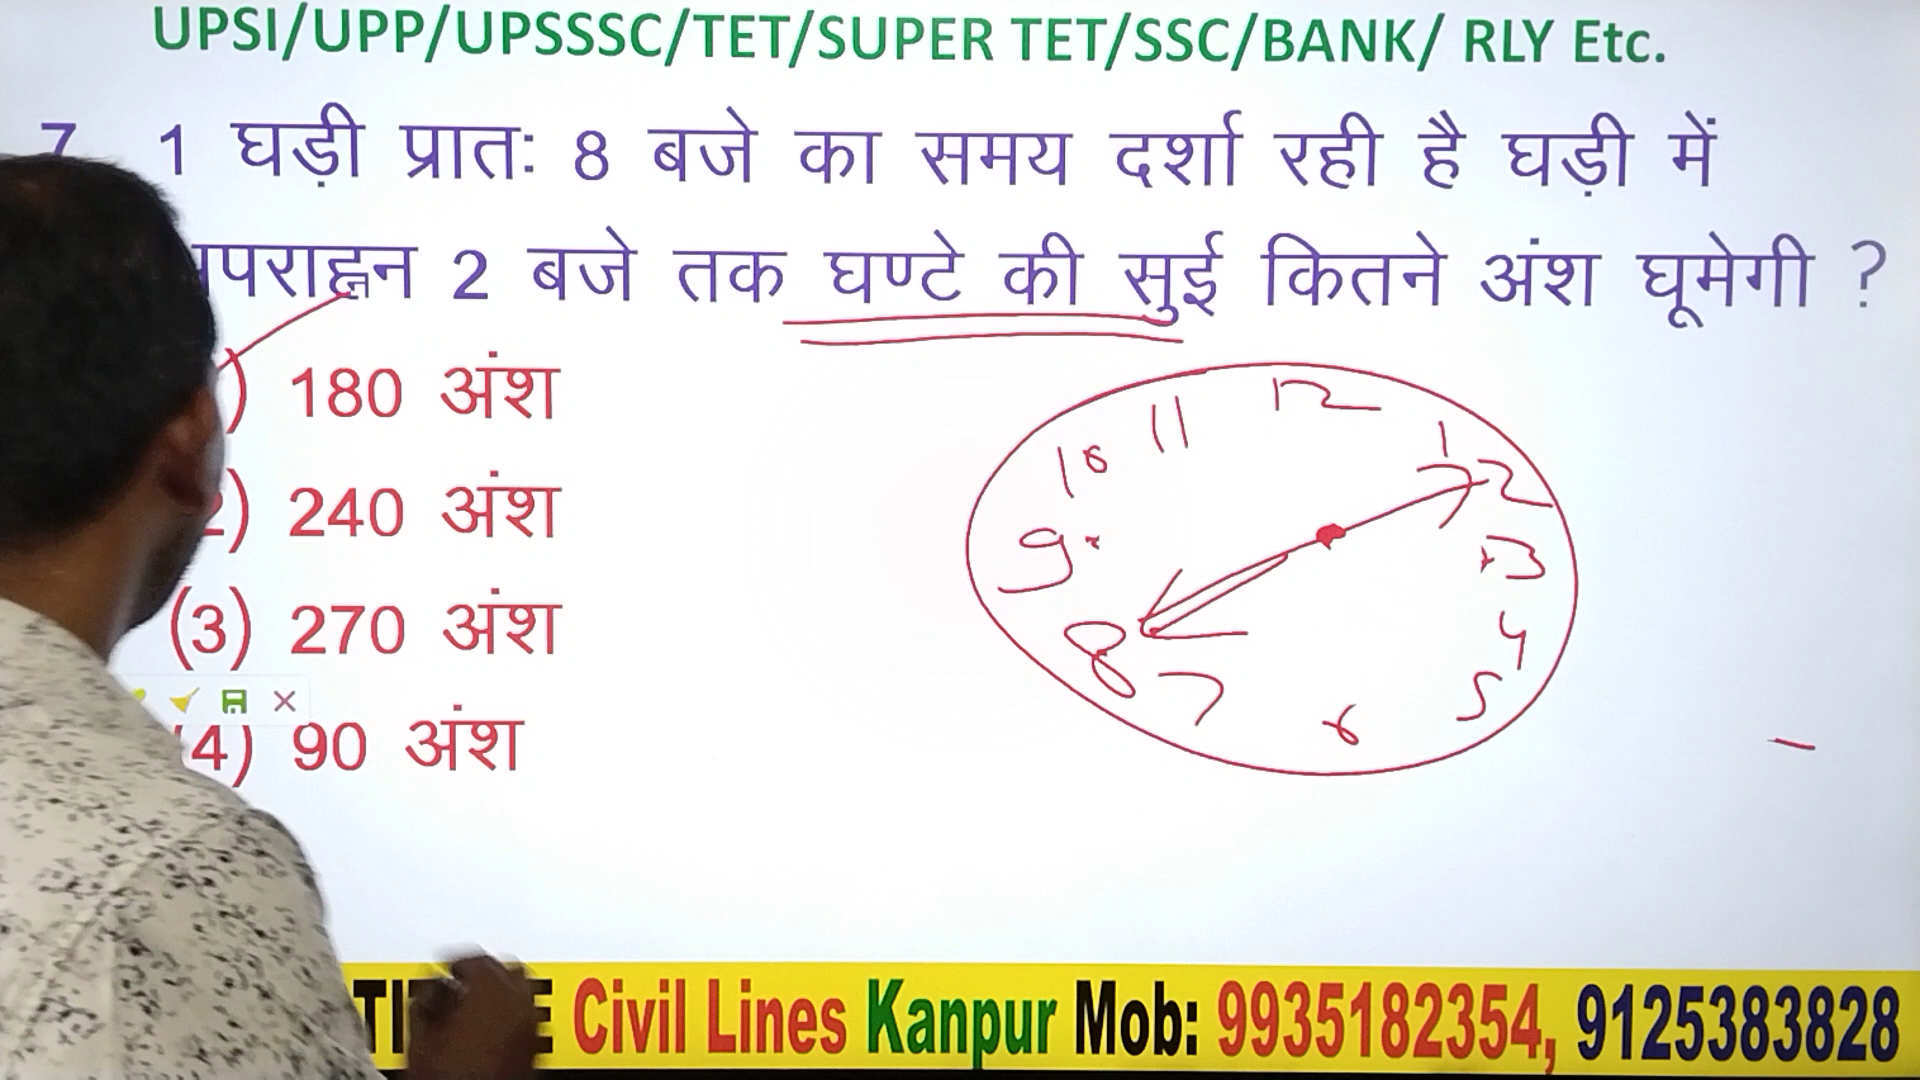 UPSI/UPP/UPSSSC/TET/SUPER TET/SSC/BANK/ RLY Etc.
7 1 घड़ी प्रातः 8 बजे का समय दर्शा रही है घड़ी में
2 बजे तक घण्टे की सुई कितने अंश घूमेगी ?
) 180 अंश
2) 240 अंश
(3) 270 अंश
(4) 90 अंश
12
11
1
10
2
9
3
8
4
7
5
6
Civil Lines Kanpur Mob: 9935182354, 9125383828